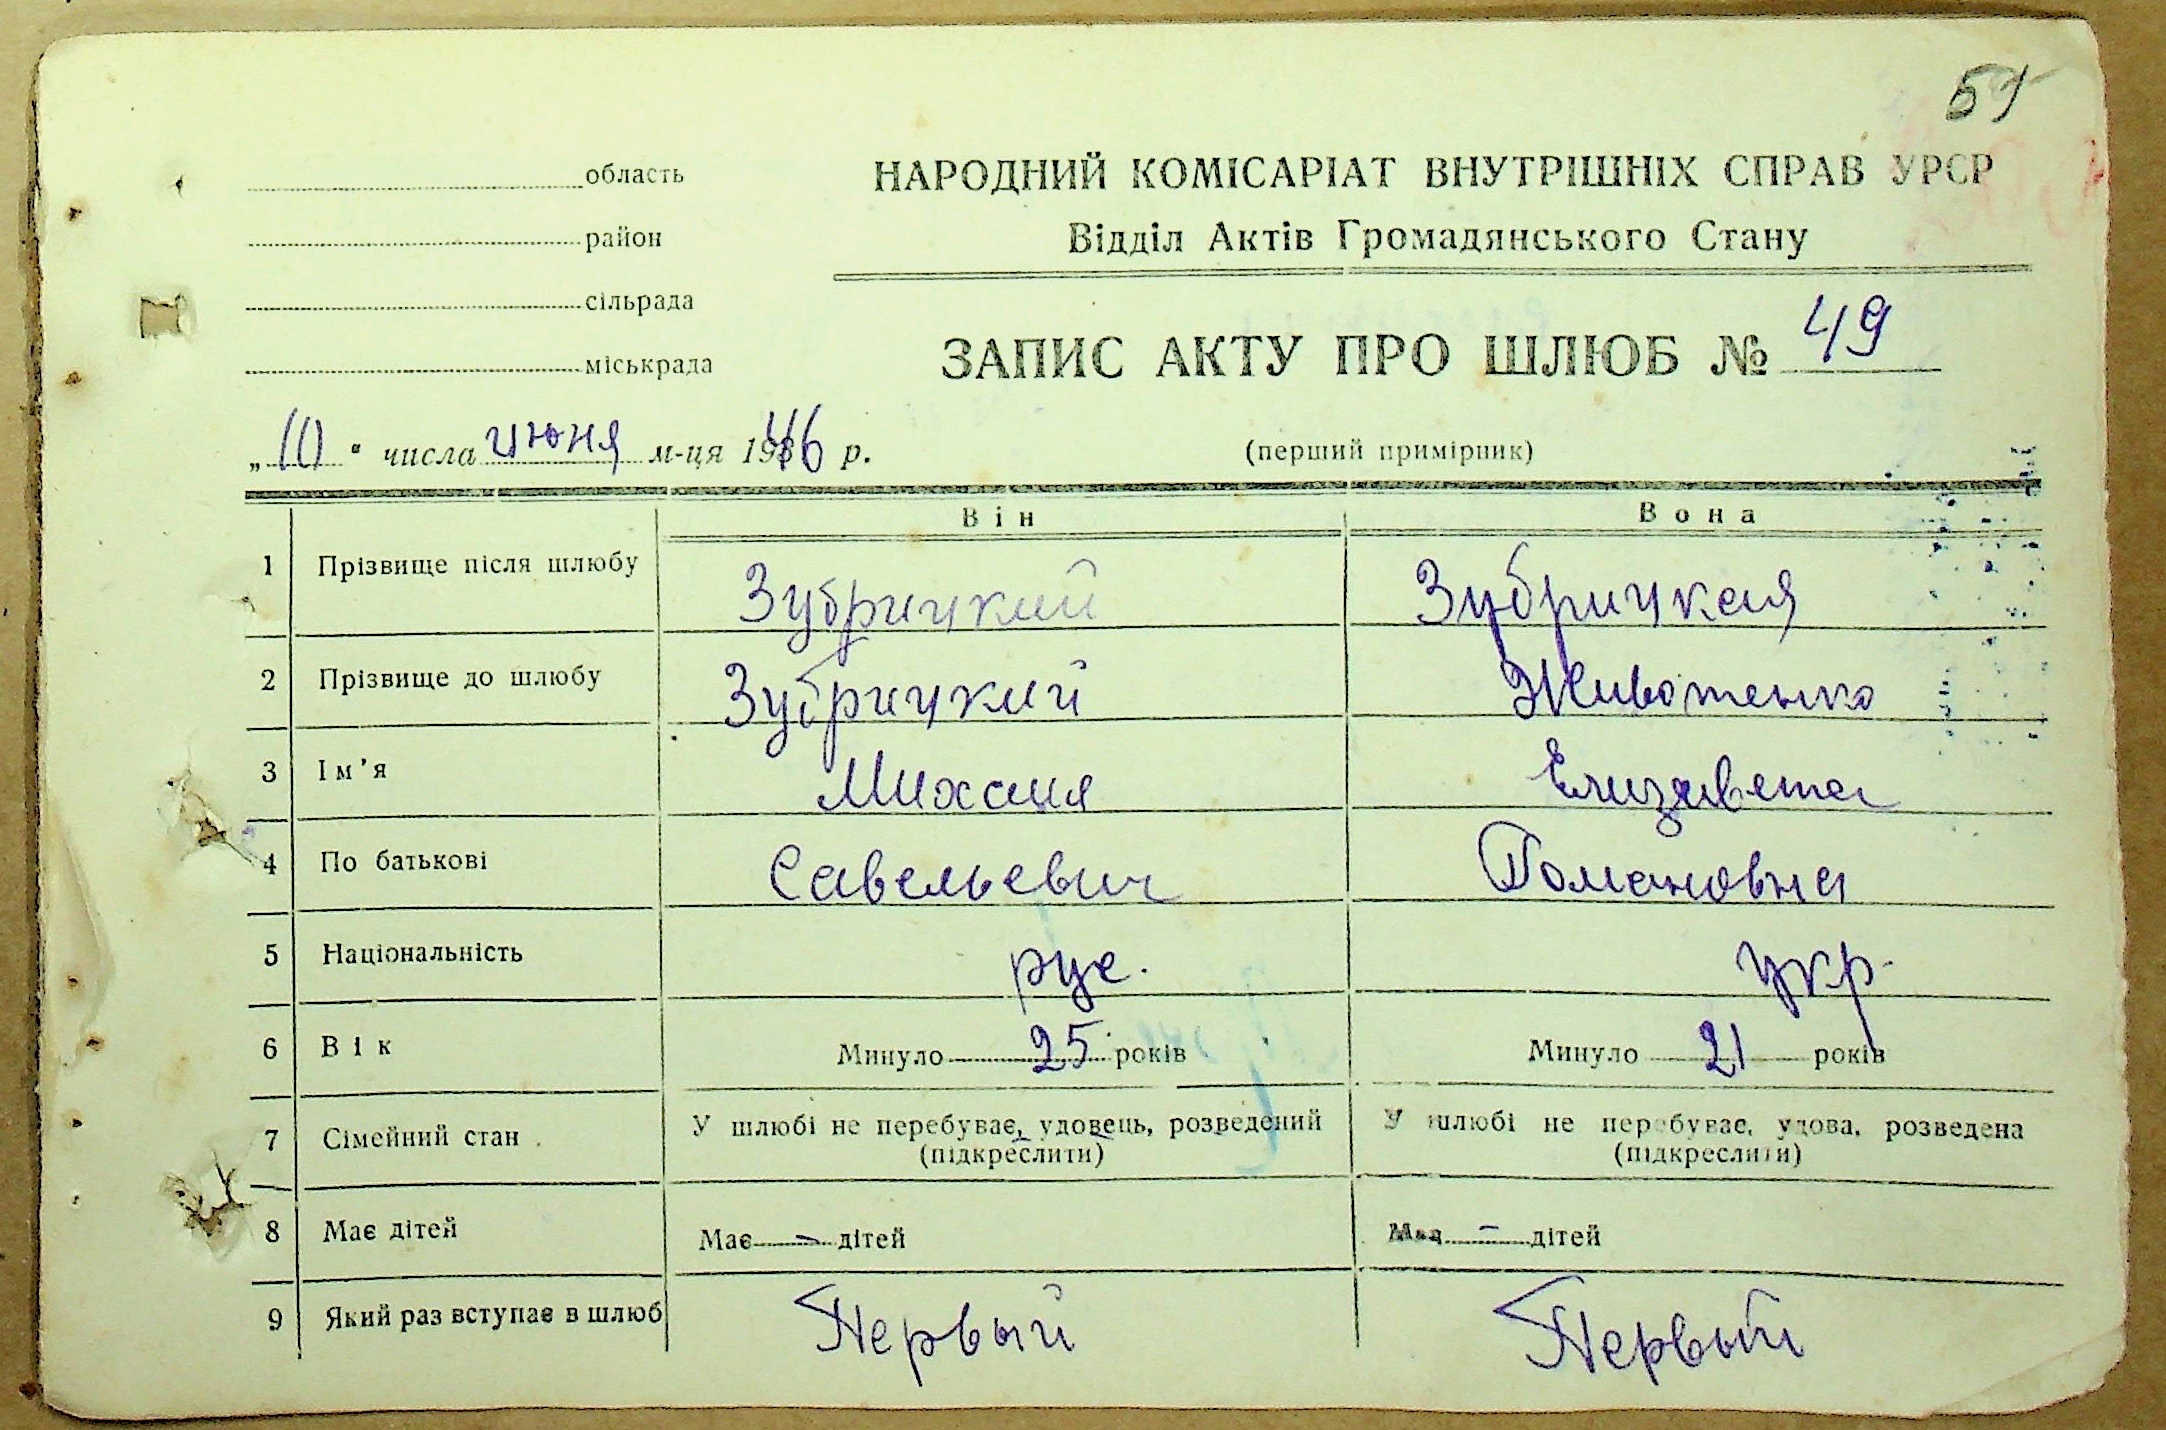 51
область
район
сільрада
міськрада
НАРОДНИЙ КОМІСАРІАТ ВНУТРІШНІХ СПРАВ УРСР
Відділ Актів Громадянського Стану
ЗАПИС АКТУ ПРО ШЛЮБ № 49
„10" числа июня м-ця 1946 р.
(перший примірник)
Він Вона
1 Прізвище після шлюбу Зубрицкий Зубрицкая
2 Прізвище до шлюбу Зубрицкий Животенко
3 Ім'я Михаил Елизавета
4 По батькові Савельевич Романовна
5 Національність рус. укр.
6 Вік Минуло 25 років Минуло 21 років
7 Сімейний стан У шлюбі не перебуває, удовець, розведений У шлюбі не перебуває, удова, розведена
(підкреслити) (підкреслити)
8 Має дітей Має – дітей Має – дітей
9 Який раз вступає в шлюб Первый Первый